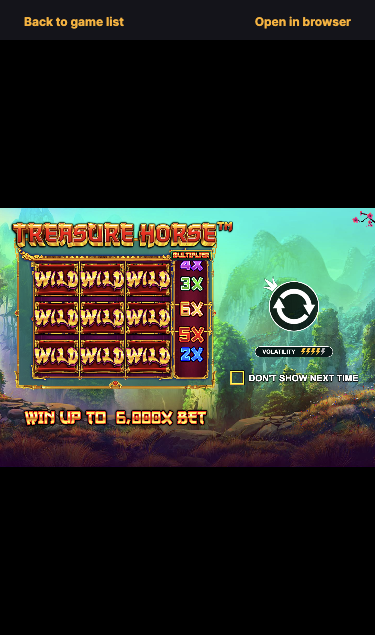 Back to game list
Open in browser
TREASURE HORSE™
MULTIPLIER
WILD WILD WILD
WILD WILD WILD
WILD WILD WILD
4X
3X
6X
5X
2X
VOLATILITY
DON'T SHOW NEXT TIME
WIN UP TO 6,000X BET